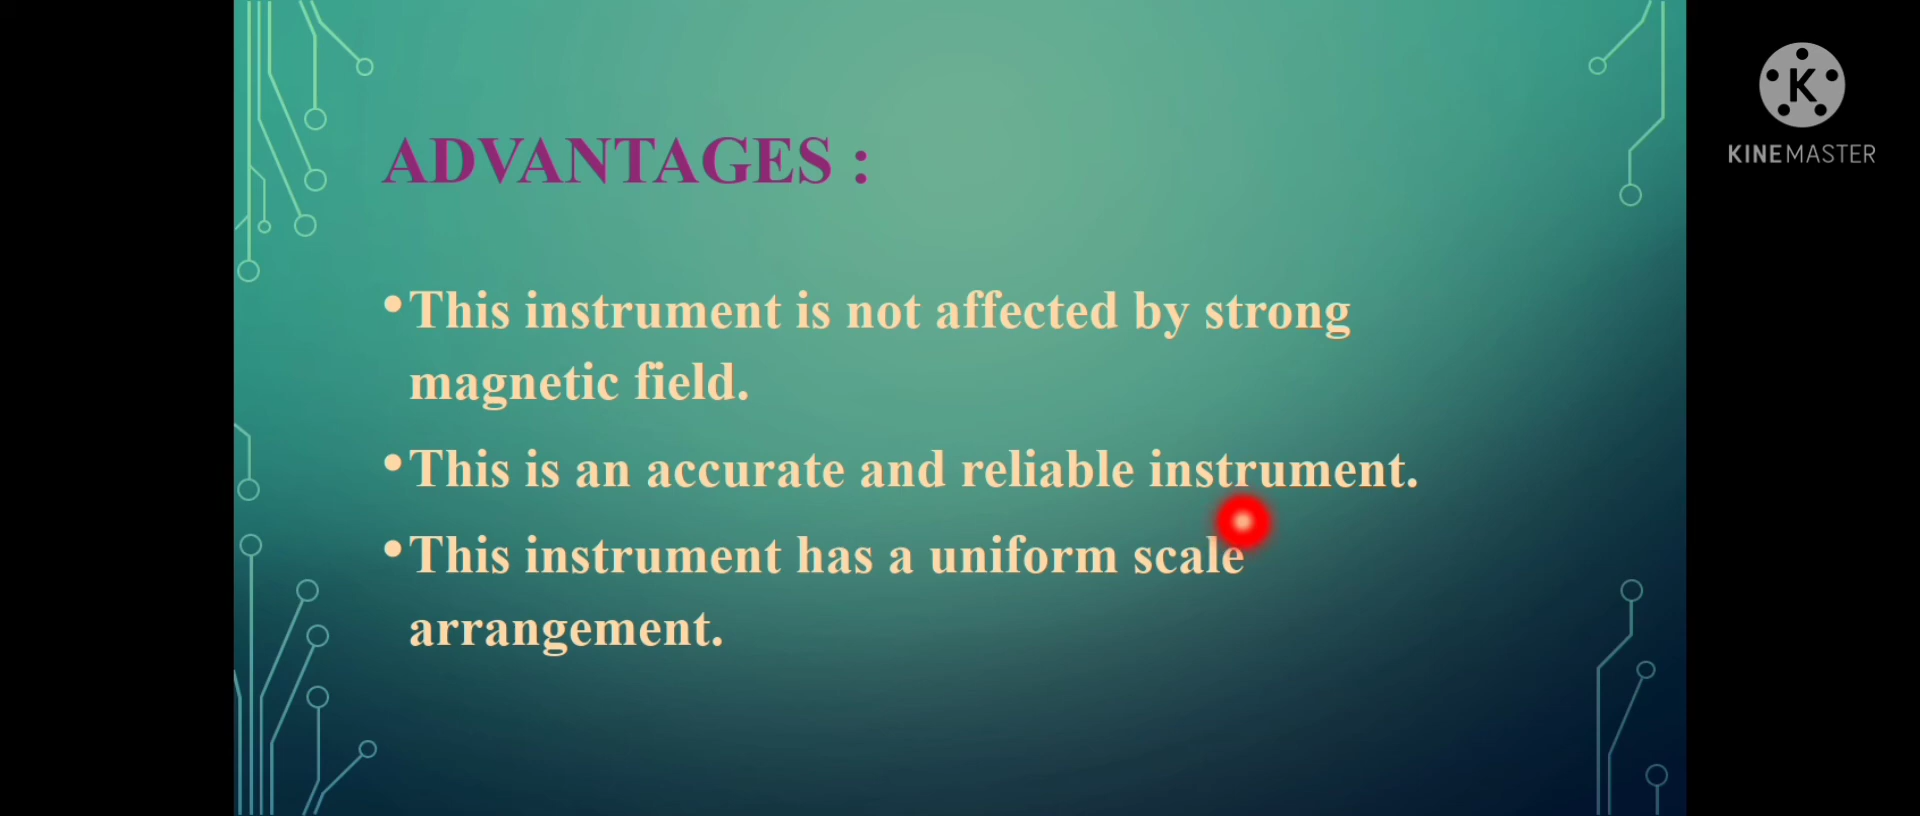 ADVANTAGES :
•This instrument is not affected by strong
magnetic field.
•This is an accurate and reliable instrument.
•This instrument has a uniform scale
arrangement.
K
KINEMASTER